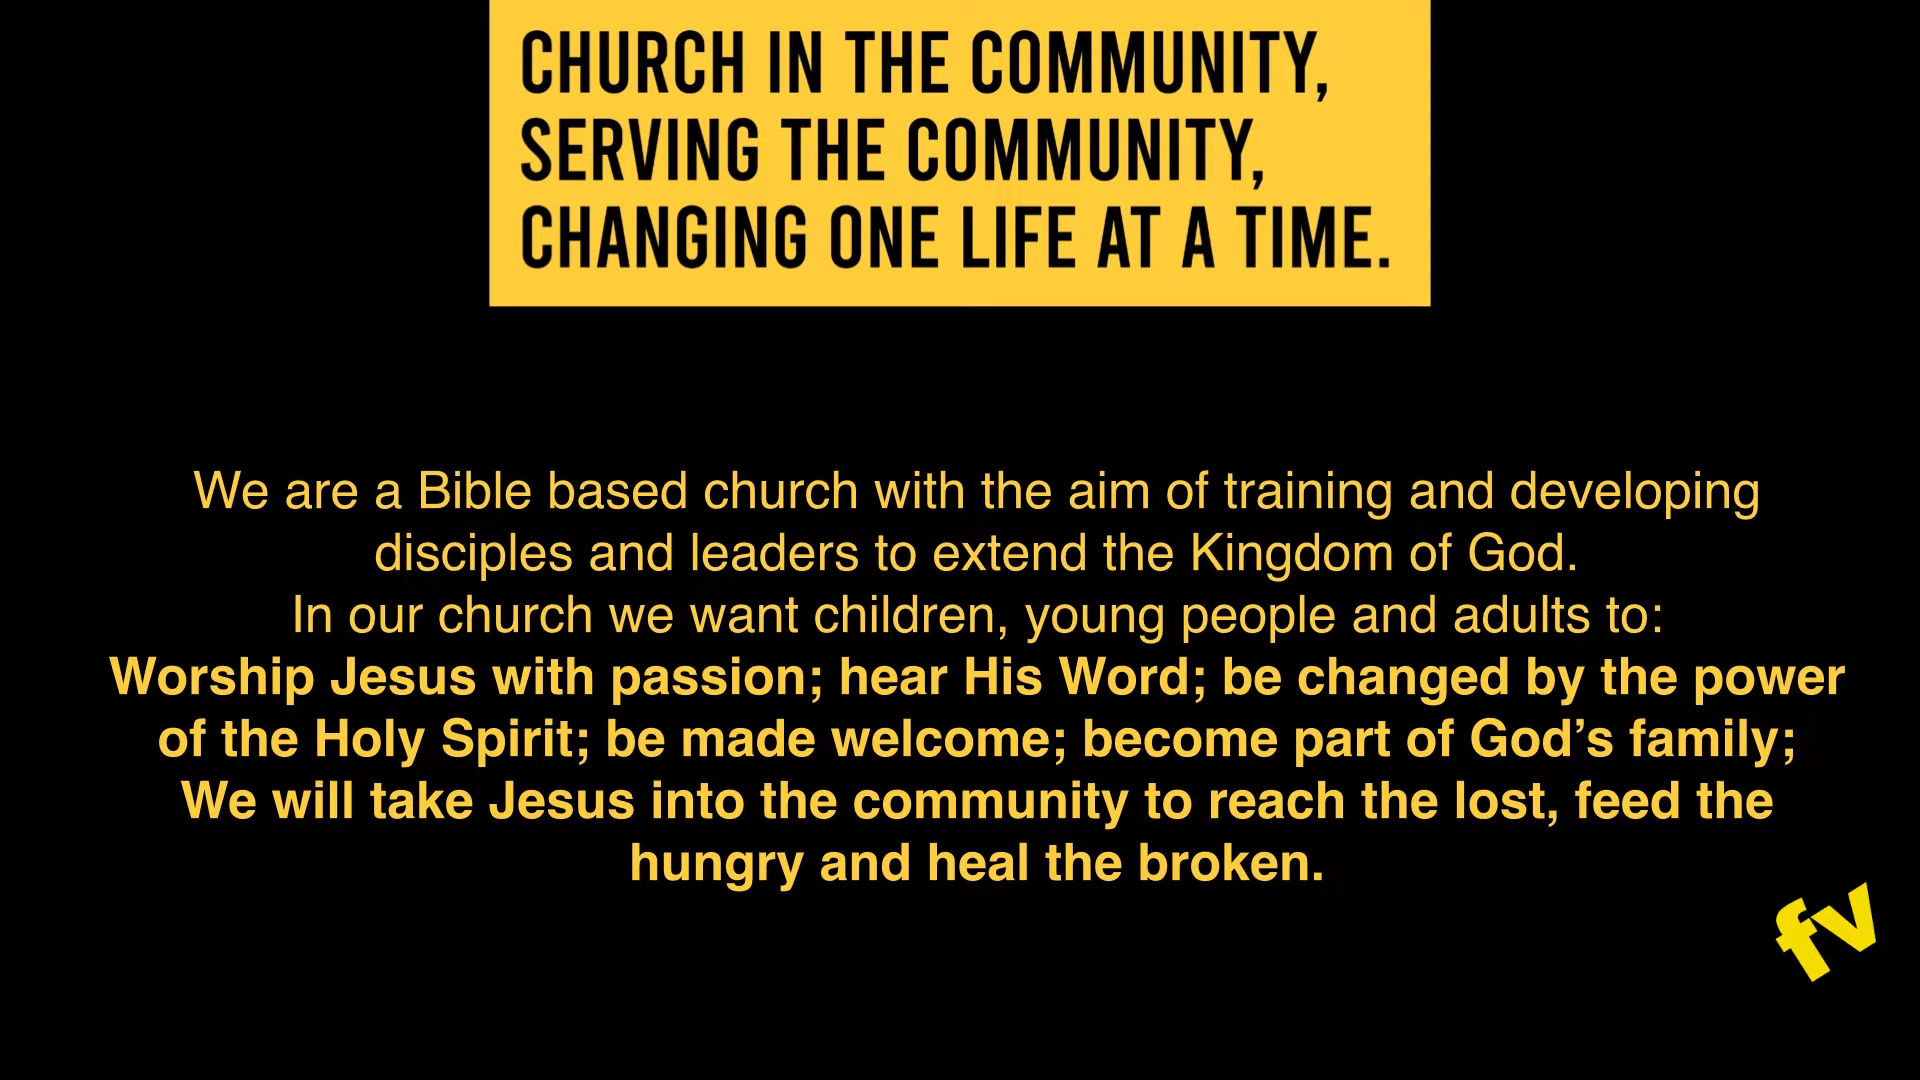 CHURCH IN THE COMMUNITY,
SERVING THE COMMUNITY,
CHANGING ONE LIFE AT A TIME.
We are a Bible based church with the aim of training and developing
disciples and leaders to extend the Kingdom of God.
In our church we want children, young people and adults to:
Worship Jesus with passion; hear His Word; be changed by the power
of the Holy Spirit; be made welcome; become part of God’s family;
We will take Jesus into the community to reach the lost, feed the
hungry and heal the broken.
fv